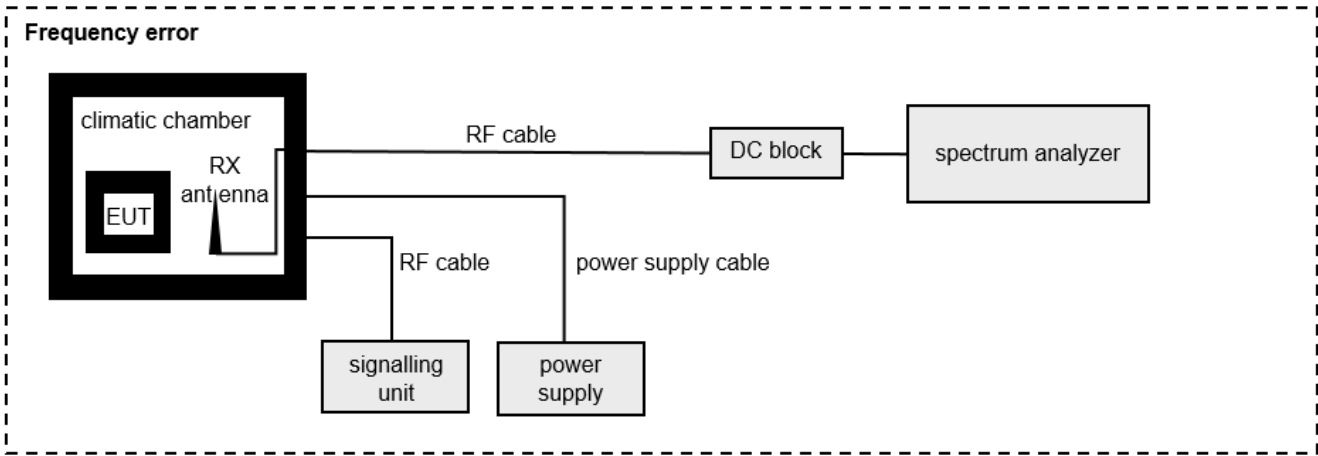 Frequency error
climatic chamber
RX
antenna
EUT
RF cable
DC block
spectrum analyzer
RF cable
power supply cable
signalling
unit
power
supply